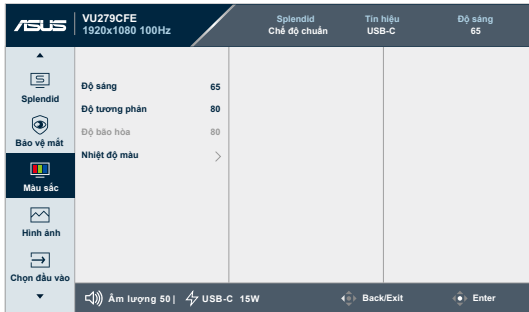 ASUS
VU279CFE
1920x1080 100Hz
Splendid
Chế độ chuẩn
Tín hiệu
USB-C
Độ sáng
65
Splendid
Bảo vệ mắt
Màu sắc
Hình ảnh
Chọn đầu vào
Độ sáng 65
Độ tương phản 80
Độ bão hòa 80
Nhiệt độ màu
Âm lượng 50 | USB-C 15W
Back/Exit
Enter